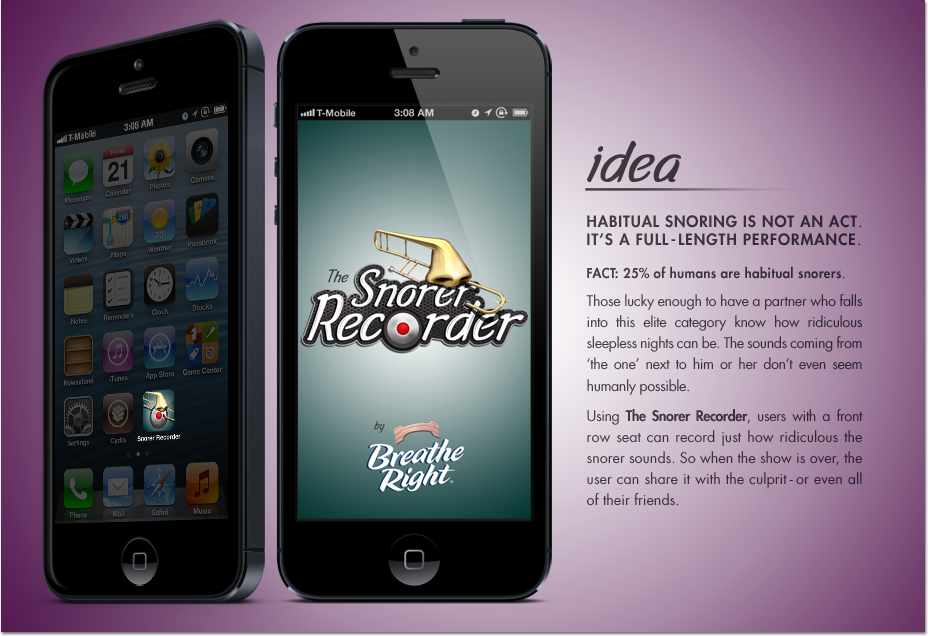 T-Mobile 3:08 AM
Messages Calendar Photos Camera
Friday
21
280
Videos Maps Weather Passbook
73°
Notes Reminders Clock Stocks
Newsstand iTunes App Store Game Center
Settings Cydia Snorer Recorder
Phone Mail Safari Music
T-Mobile 3:08 AM
The
Snorer
Recorder
by
Breathe
Right®
idea
HABITUAL SNORING IS NOT AN ACT.
IT'S A FULL-LENGTH PERFORMANCE.
FACT: 25% of humans are habitual snorers.
Those lucky enough to have a partner who falls
into this elite category know how ridiculous
sleepless nights can be. The sounds coming from
'the one' next to him or her don't even seem
humanly possible.
Using The Snorer Recorder, users with a front
row seat can record just how ridiculous the
snorer sounds. So when the show is over, the
user can share it with the culprit - or even all
of their friends.